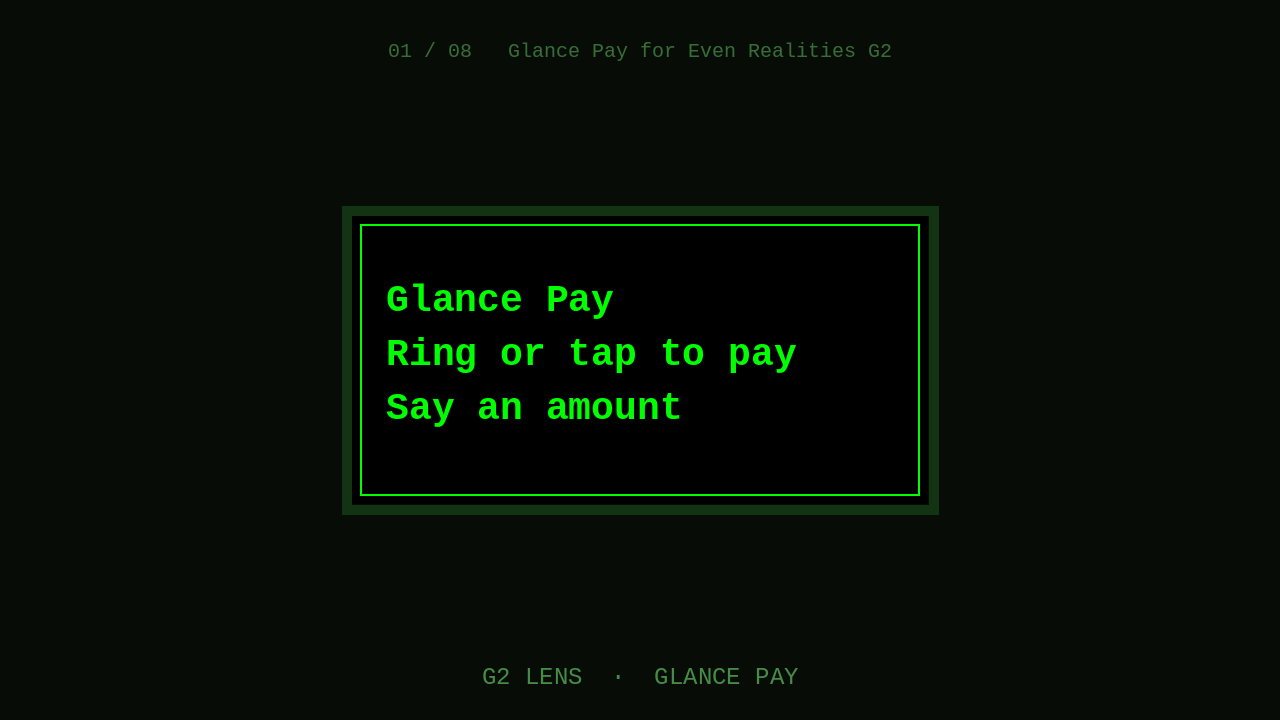 01 / 08   Glance Pay for Even Realities G2
Glance Pay
Ring or tap to pay
Say an amount
G2 LENS  ·  GLANCE PAY